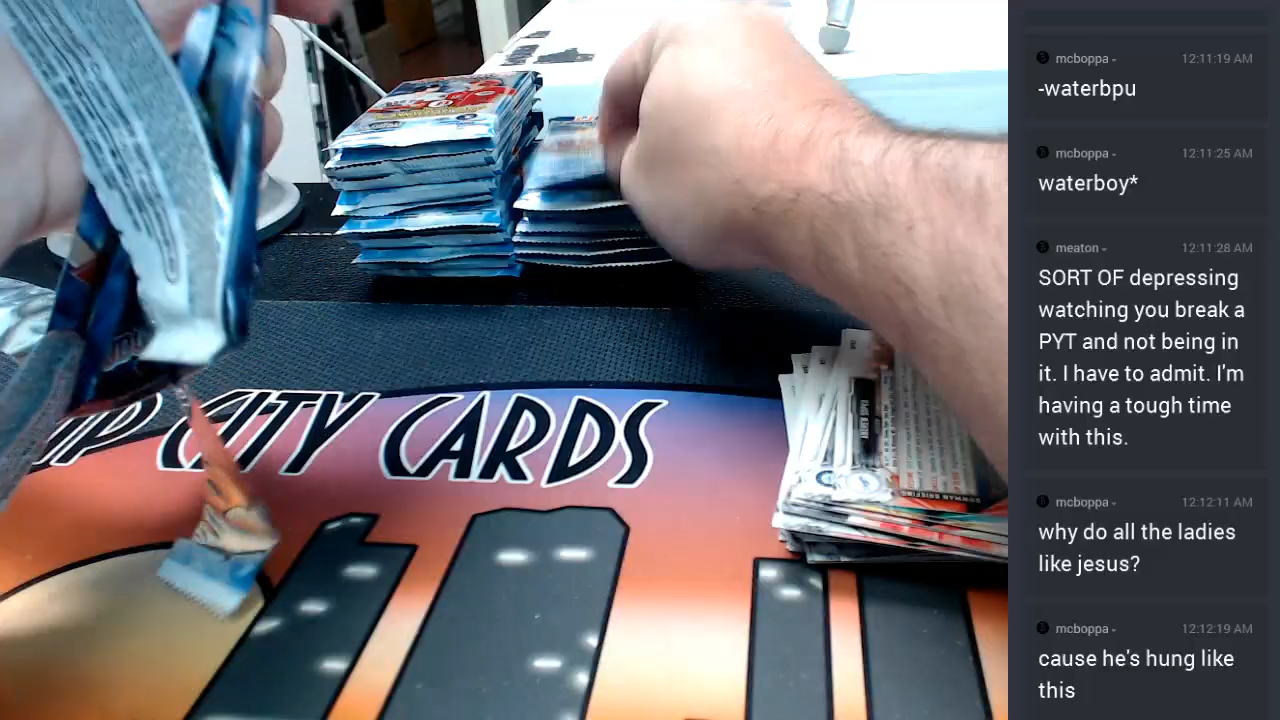 CITY CARDS
mcboppa
12:11:19 AM
-waterbpu
mcboppa
12:11:25 AM
waterboy*
meaton
12:11:28 AM
SORT OF depressing
watching you break a
PYT and not being in
it. I have to admit. I'm
having a tough time
with this.
mcboppa
12:12:11 AM
why do all the ladies
like jesus?
mcboppa
12:12:19 AM
cause he's hung like
this